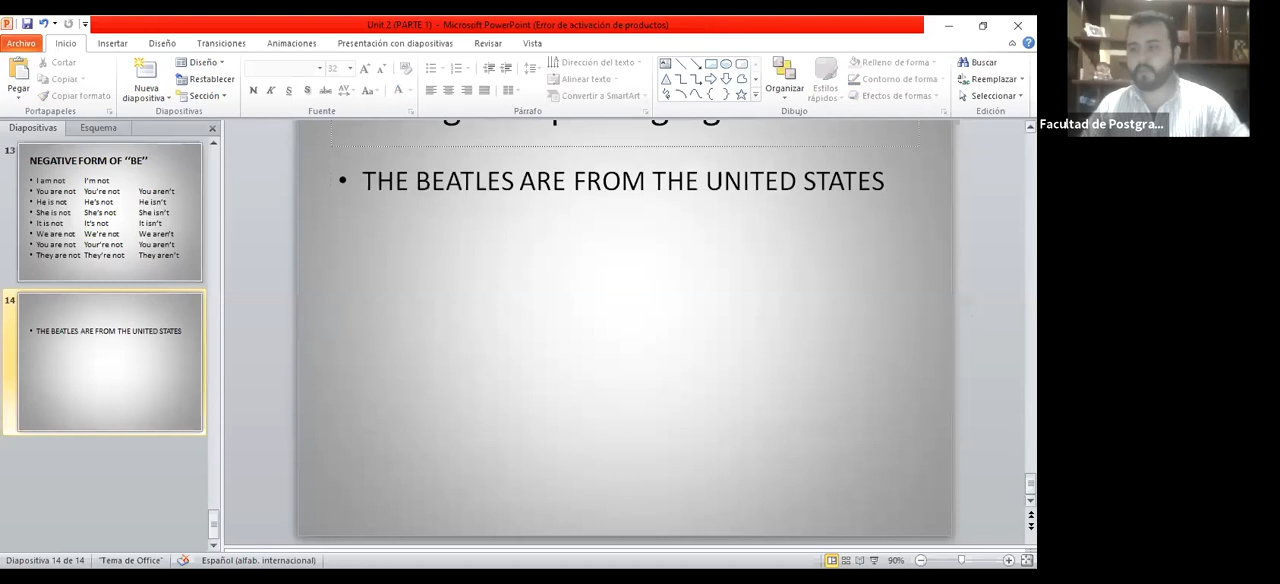 Unit 2 (PARTE 1) - Microsoft PowerPoint (Error de activación de productos)
Archivo Inicio Insertar Diseño Transiciones Animaciones Presentación con diapositivas Revisar Vista
Pegar
Cortar
Copiar
Copiar formato
Portapapeles
Nueva
diapositiva
Diseño
Restablecer
Sección
Diapositivas
32
N K S S abc AV Aa A
Fuente
Dirección del texto
Alinear texto
Convertir a SmartArt
Párrafo
Organizar
Estilos
rápidos
Relleno de forma
Contorno de forma
Efectos de formas
Dibujo
Buscar
Reemplazar
Seleccionar
Edición
Facultad de Postgra...
Diapositivas Esquema
13
NEGATIVE FORM OF "BE"
• I am not I'm not
• You are not You're not You aren't
• He is not He's not He isn't
• She is not She's not She isn't
• It is not It's not It isn't
• We are not We're not We aren't
• You are not Your're not You aren't
• They are not They're not They aren't
14
• THE BEATLES ARE FROM THE UNITED STATES
• THE BEATLES ARE FROM THE UNITED STATES
Diapositiva 14 de 14 "Tema de Office" Español (alfab. internacional) 90%